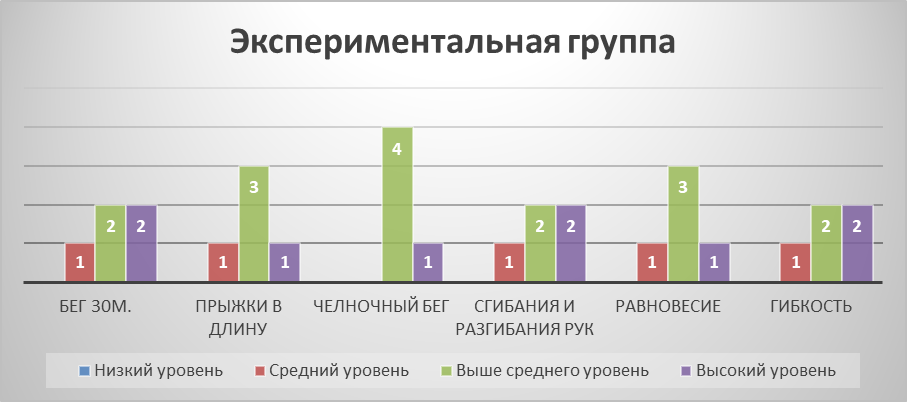 Экспериментальная группа
1 2 2
1 3 1
4 1
1 2 2
1 3 1
1 2 2
БЕГ 30М.
ПРЫЖКИ В
ДЛИНУ
ЧЕЛНОЧНЫЙ БЕГ
СГИБАНИЯ И
РАЗГИБАНИЯ РУК
РАВНОВЕСИЕ
ГИБКОСТЬ
Низкий уровень
Средний уровень
Выше среднего уровень
Высокий уровень